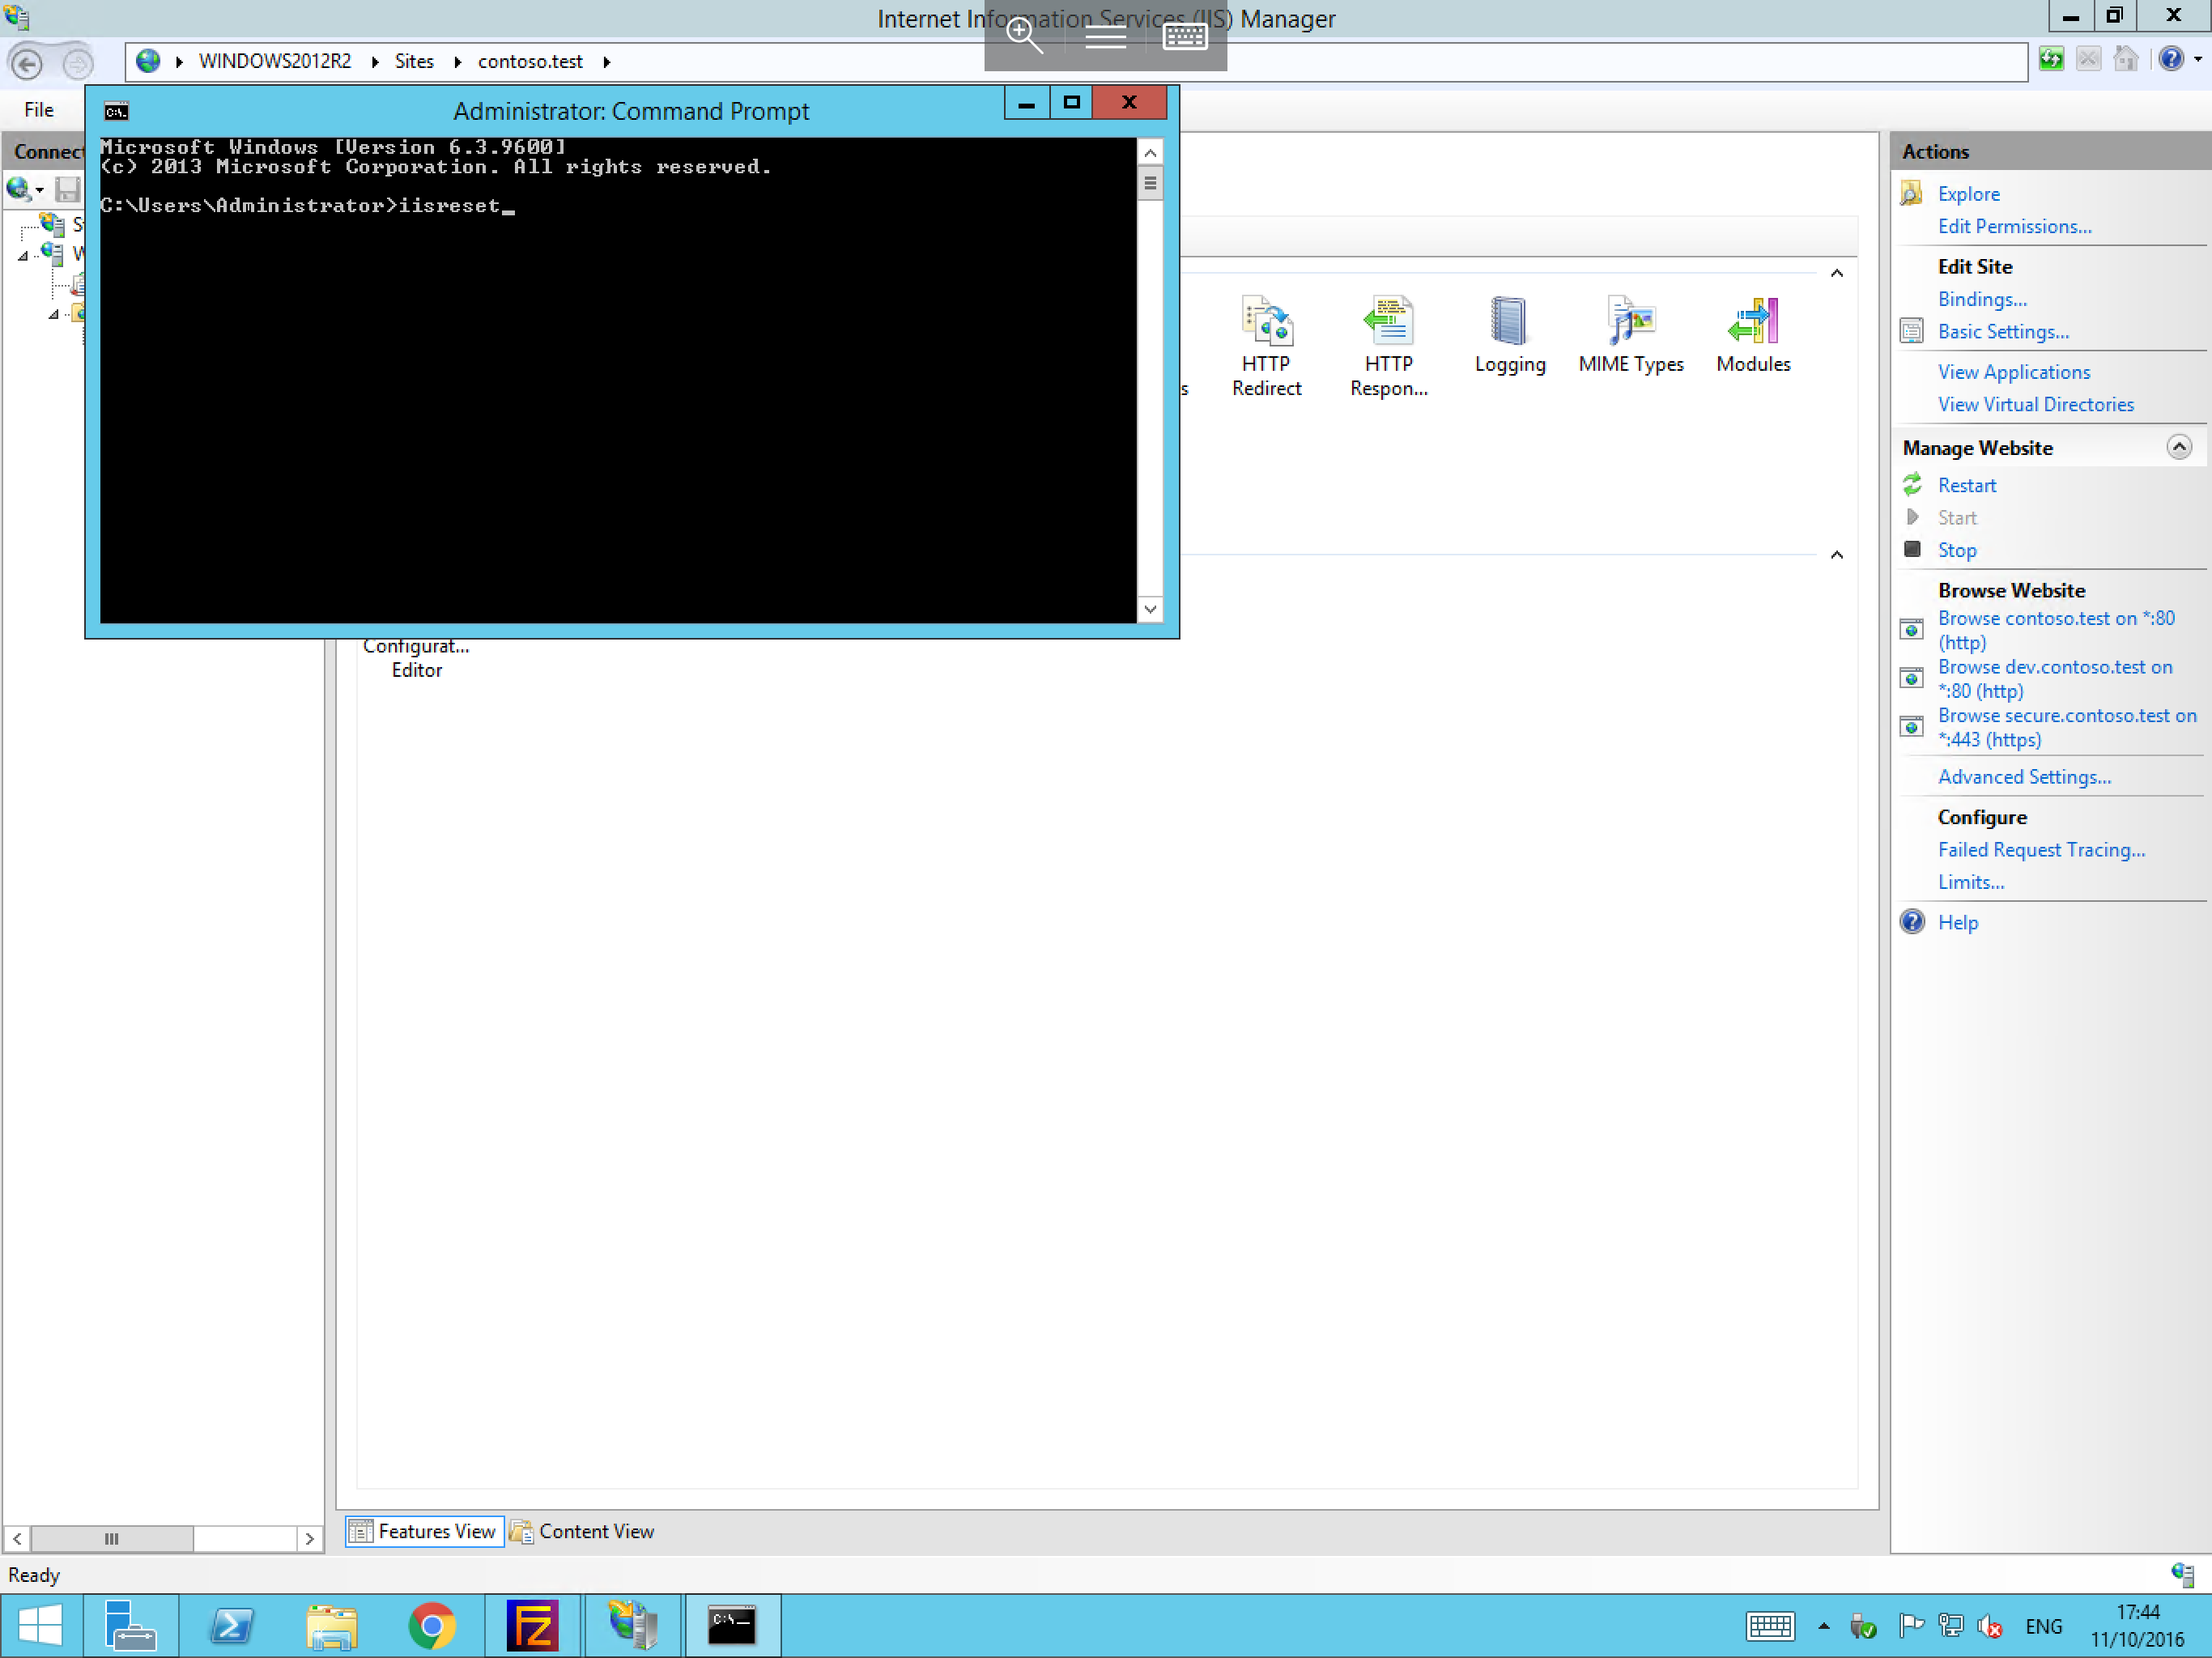 Internet Information Services (IIS) Manager
WINDOWS2012R2
Sites
contoso.test
File
Administrator: Command Prompt
Connect
Microsoft Windows [Version 6.3.9600]
(c) 2013 Microsoft Corporation. All rights reserved.
C:\Users\Administrator>iisreset_
HTTP
Redirect
HTTP
Respon...
Logging
MIME Types
Modules
Configurat...
Editor
Actions
Explore
Edit Permissions...
Edit Site
Bindings...
Basic Settings...
View Applications
View Virtual Directories
Manage Website
Restart
Start
Stop
Browse Website
Browse contoso.test on *:80
(http)
Browse dev.contoso.test on
*:80 (http)
Browse secure.contoso.test on
*:443 (https)
Advanced Settings...
Configure
Failed Request Tracing...
Limits...
Help
Features View
Content View
Ready
ENG
17:44
11/10/2016